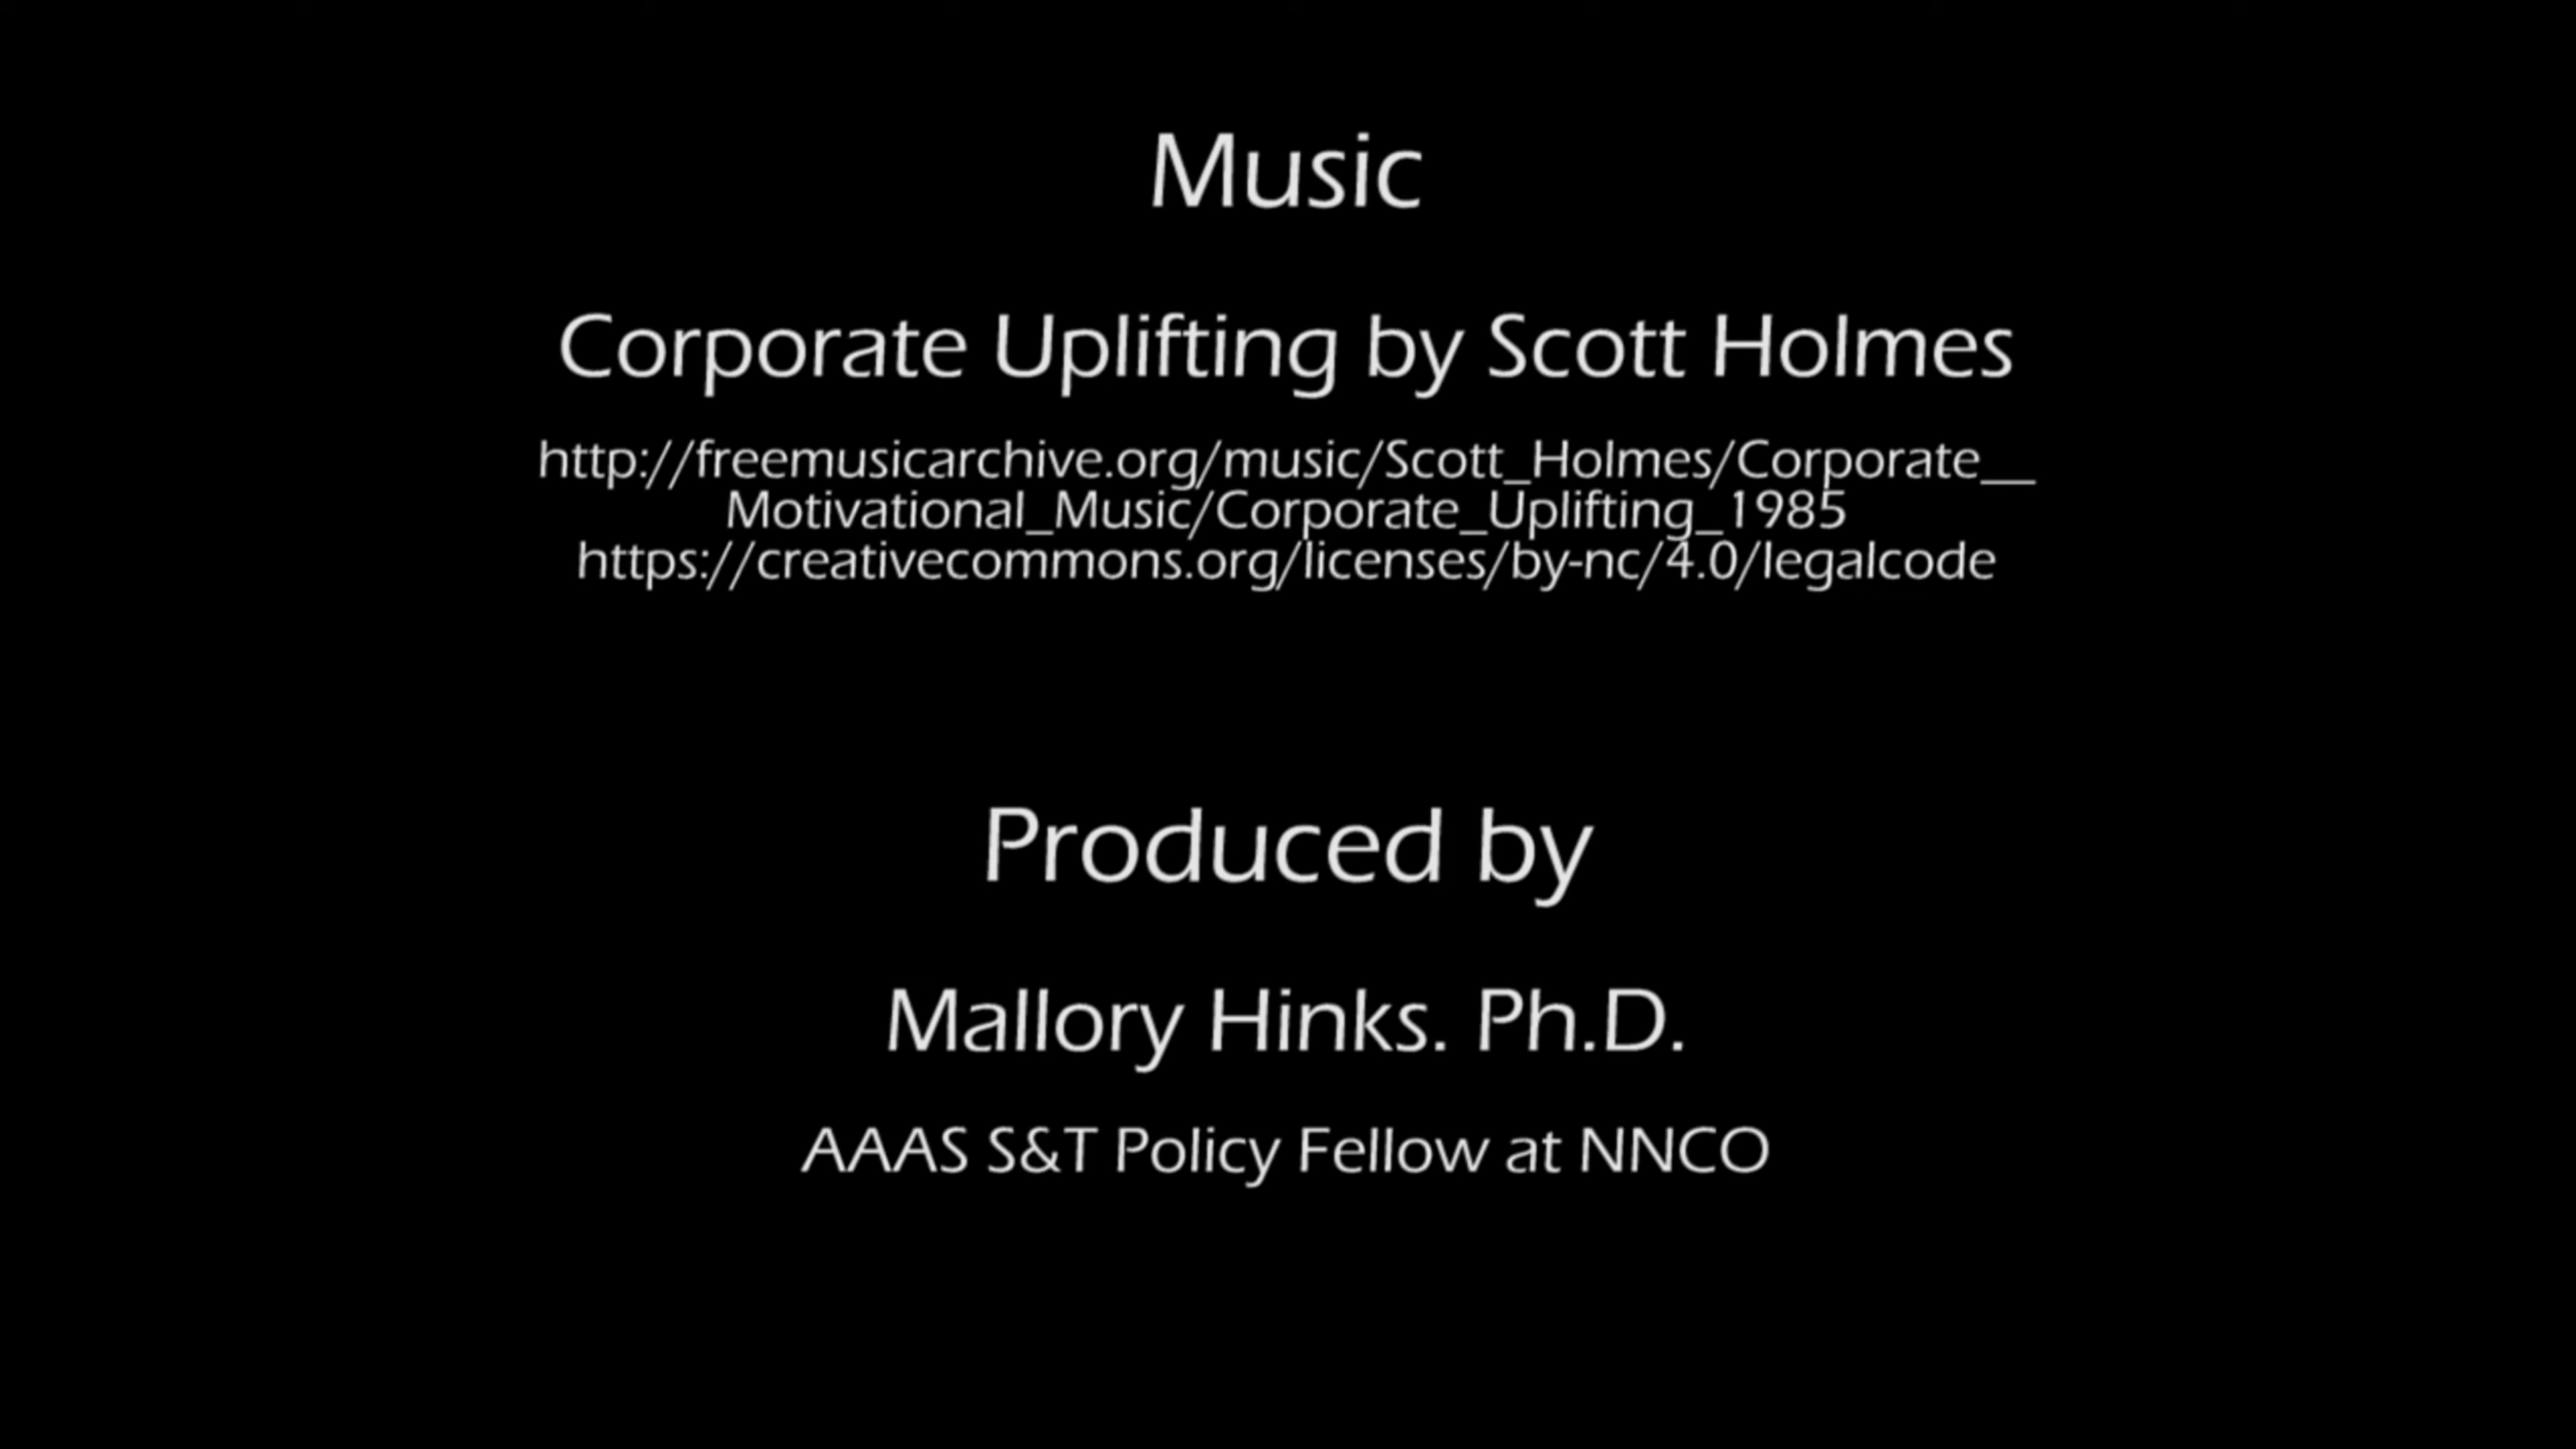 Music
Corporate Uplifting by Scott Holmes
http://freemusicarchive.org/music/Scott_Holmes/Corporate__
Motivational_Music/Corporate_Uplifting_1985
https://creativecommons.org/licenses/by-nc/4.0/legalcode
Produced by
Mallory Hinks. Ph.D.
AAAS S&T Policy Fellow at NNCO